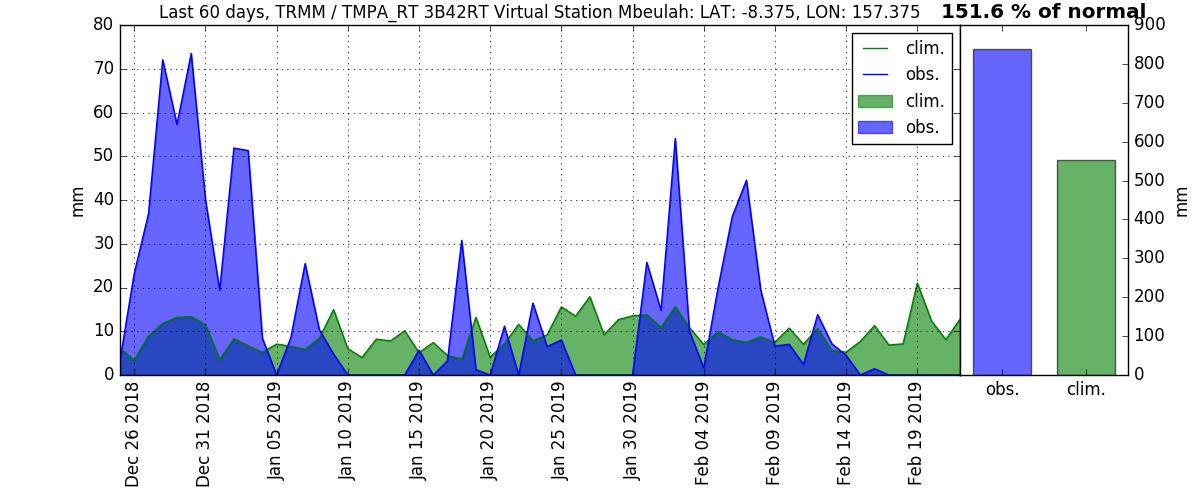 Last 60 days, TRMM / TMPA_RT 3B42RT Virtual Station Mbeulah: LAT: -8.375, LON: 157.375
151.6 % of normal
80
70
60
50
40
30
20
10
0
mm
clim.
obs.
clim.
obs.
Dec 26 2018
Dec 31 2018
Jan 05 2019
Jan 10 2019
Jan 15 2019
Jan 20 2019
Jan 25 2019
Jan 30 2019
Feb 04 2019
Feb 09 2019
Feb 14 2019
Feb 19 2019
900
800
700
600
500
400
300
200
100
0
mm
obs.
clim.